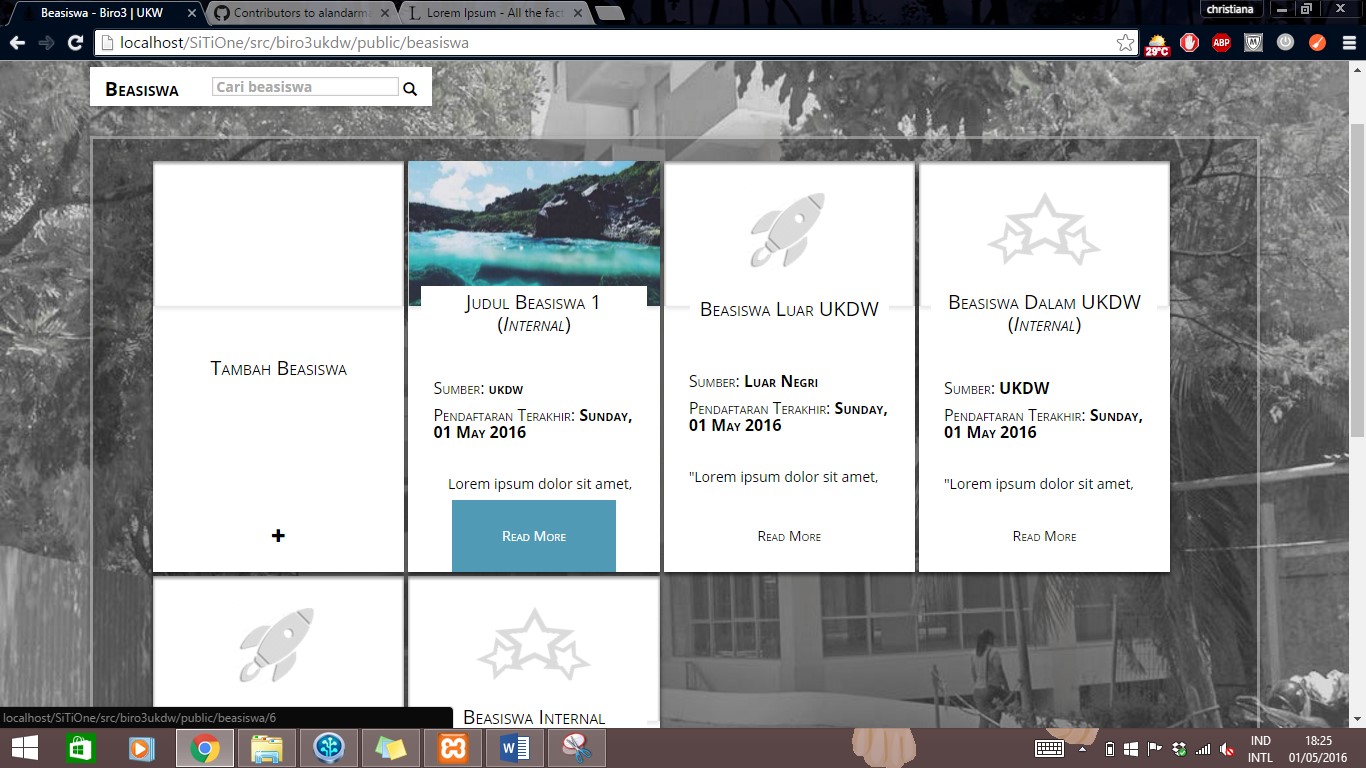 Beasiswa - Biro3 | UKW
Contributors to alandarma
Lorem Ipsum - All the fact
christiana
localhost/SiTiOne/src/biro3ukdw/public/beasiswa
29°C
ABP
Beasiswa
Cari beasiswa
Tambah Beasiswa
Judul Beasiswa 1
(Internal)
Sumber: ukdw
Pendaftaran Terakhir: Sunday,
01 May 2016
Lorem ipsum dolor sit amet,
Read More
Beasiswa Luar UKDW
Sumber: Luar Negri
Pendaftaran Terakhir: Sunday,
01 May 2016
"Lorem ipsum dolor sit amet,
Read More
Beasiswa Dalam UKDW
(Internal)
Sumber: UKDW
Pendaftaran Terakhir: Sunday,
01 May 2016
"Lorem ipsum dolor sit amet,
Read More
Beasiswa Internal
localhost/SiTiOne/src/biro3ukdw/public/beasiswa/6
IND
INTL
18:25
01/05/2016